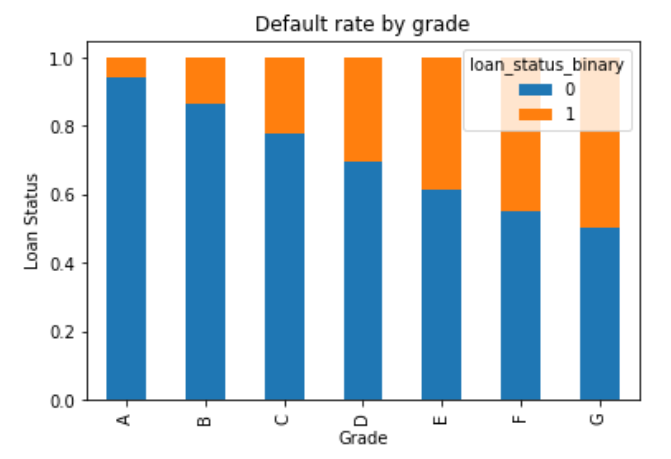 Default rate by grade
loan_status_binary
0
1
1.0
0.8
0.6
0.4
0.2
0.0
Loan Status
A
B
C
D
E
F
G
Grade